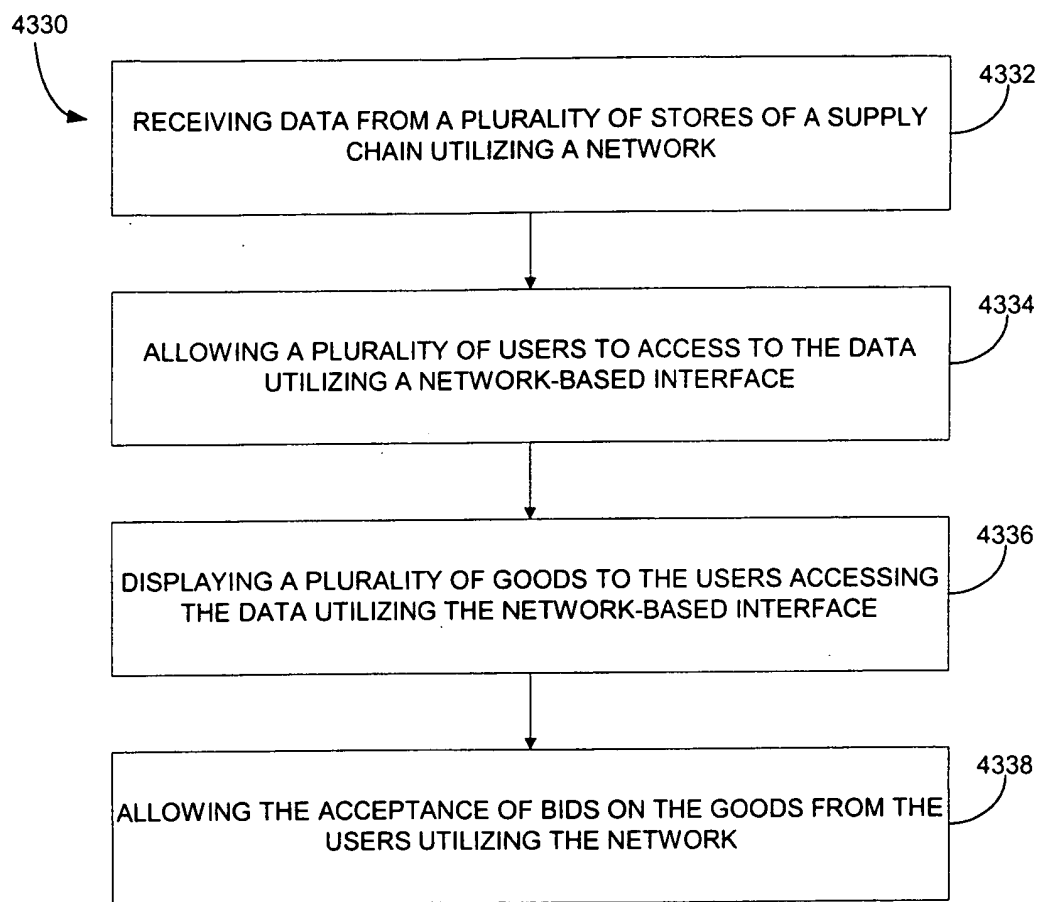 4330
4332
RECEIVING DATA FROM A PLURALITY OF STORES OF A SUPPLY
CHAIN UTILIZING A NETWORK
4334
ALLOWING A PLURALITY OF USERS TO ACCESS TO THE DATA
UTILIZING A NETWORK-BASED INTERFACE
4336
DISPLAYING A PLURALITY OF GOODS TO THE USERS ACCESSING
THE DATA UTILIZING THE NETWORK-BASED INTERFACE
4338
ALLOWING THE ACCEPTANCE OF BIDS ON THE GOODS FROM THE
USERS UTILIZING THE NETWORK